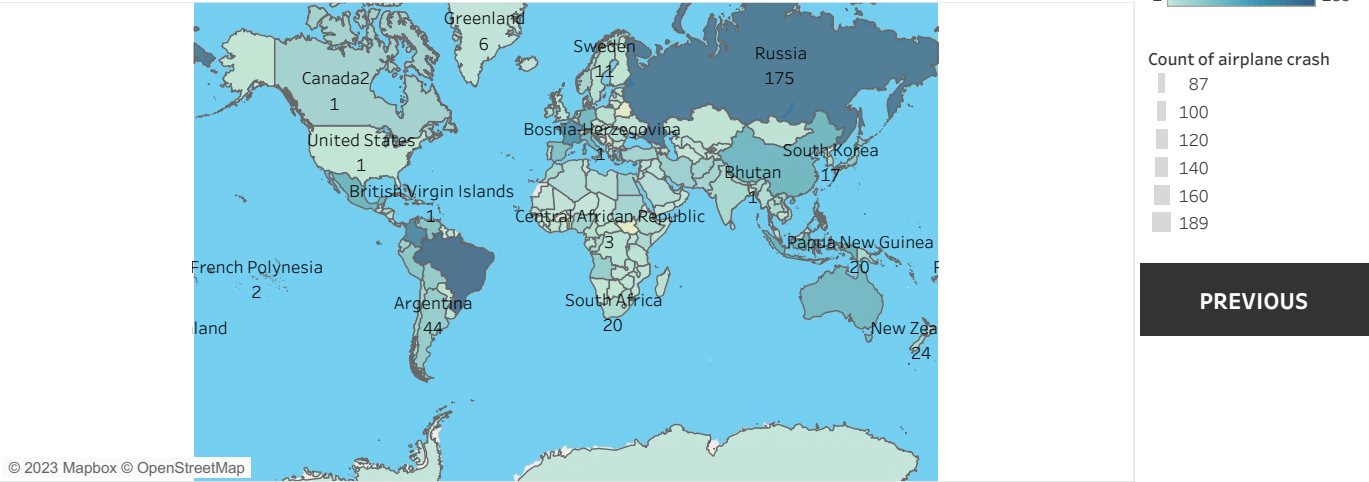 Greenland
6
Sweden
11
Russia
175
Canada2
1
United States
1
Bosnia-Herzegovina
1
South Korea
17
Bhutan
1
British Virgin Islands
1
Central African Republic
3
Papua New Guinea
20
French Polynesia
2
Argentina
44
South Africa
20
land
New Zea
24
© 2023 Mapbox © OpenStreetMap
Count of airplane crash
87
100
120
140
160
189
PREVIOUS